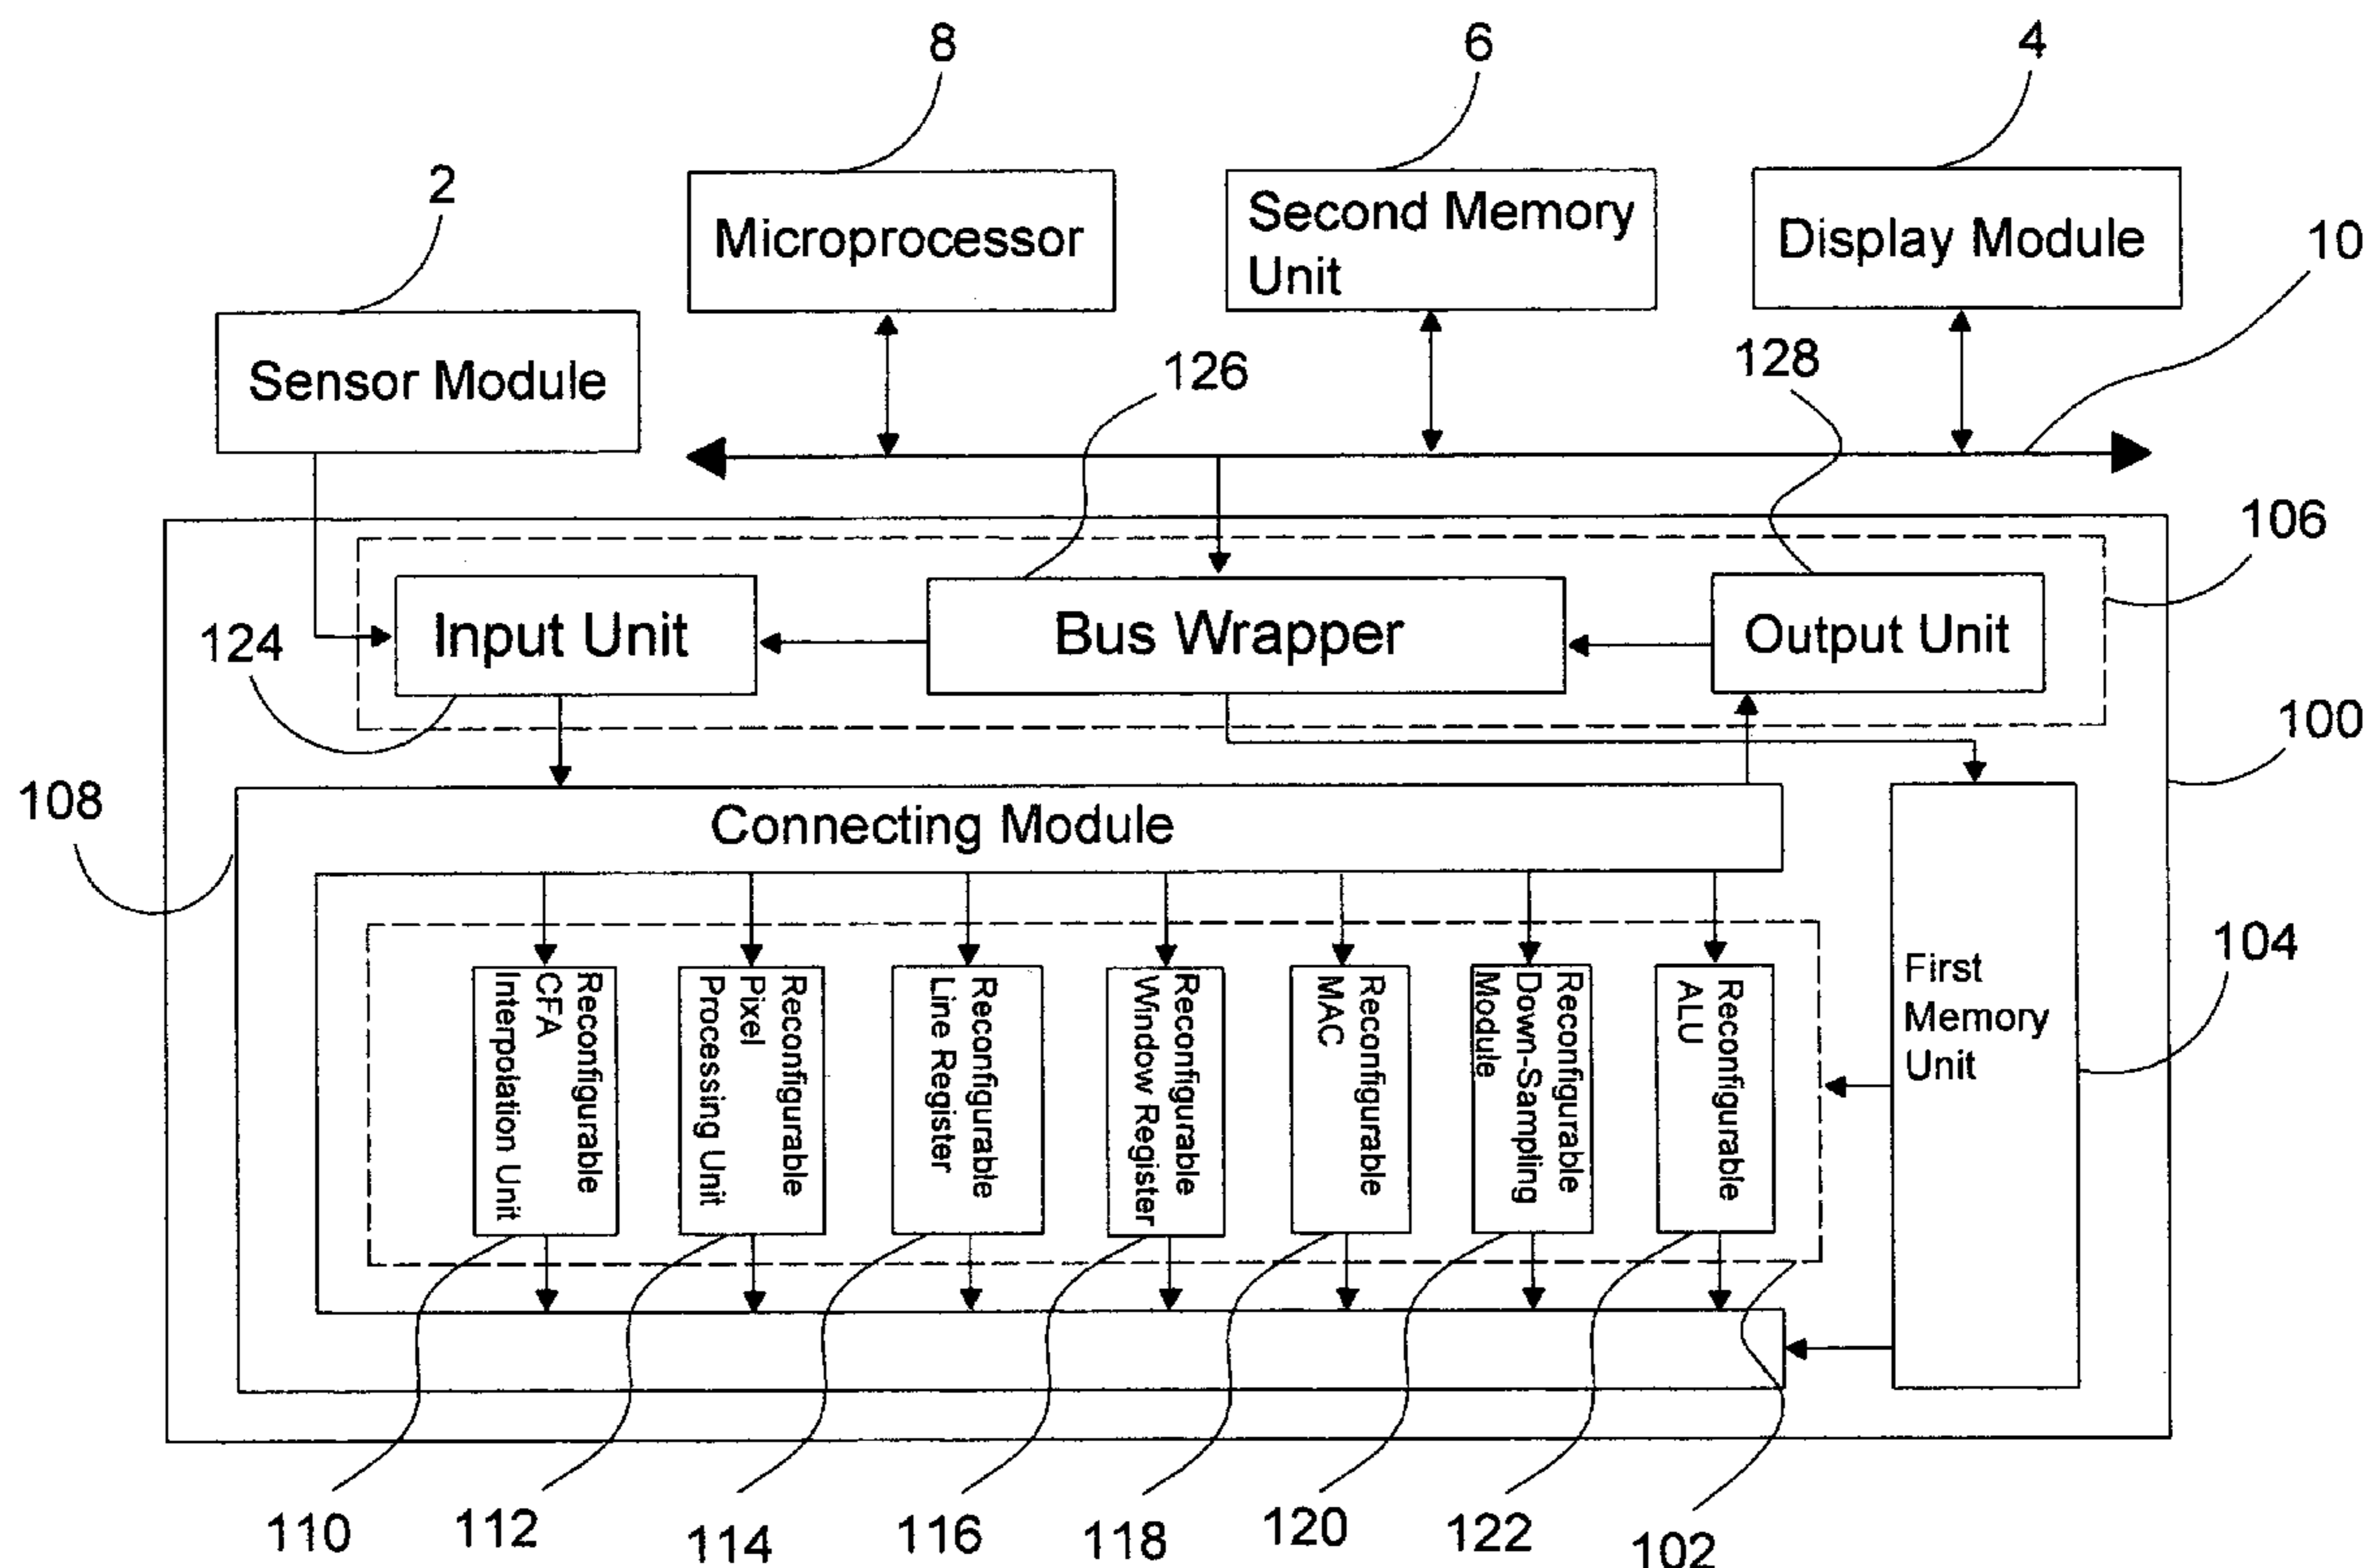 8
6
4
2
Microprocessor
Second Memory
Unit
Display Module
10
Sensor Module
126
128
106
124
Input Unit
Bus Wrapper
Output Unit
100
108
Connecting Module
104
Reconfigurable
CFA
Interpolation Unit
Reconfigurable
Pixel
Processing Unit
Reconfigurable
Line Register
Reconfigurable
Window Register
Reconfigurable
MAC
Reconfigurable
Down-Sampling
Module
Reconfigurable
ALU
First
Memory
Unit
110
112
114
116
118
120
122
102